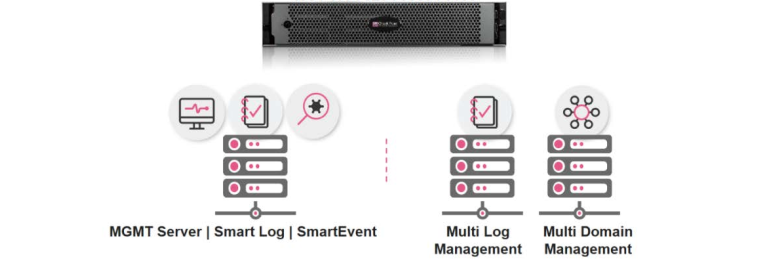 MGMT Server | Smart Log | SmartEvent
Multi Log
Management
Multi Domain
Management